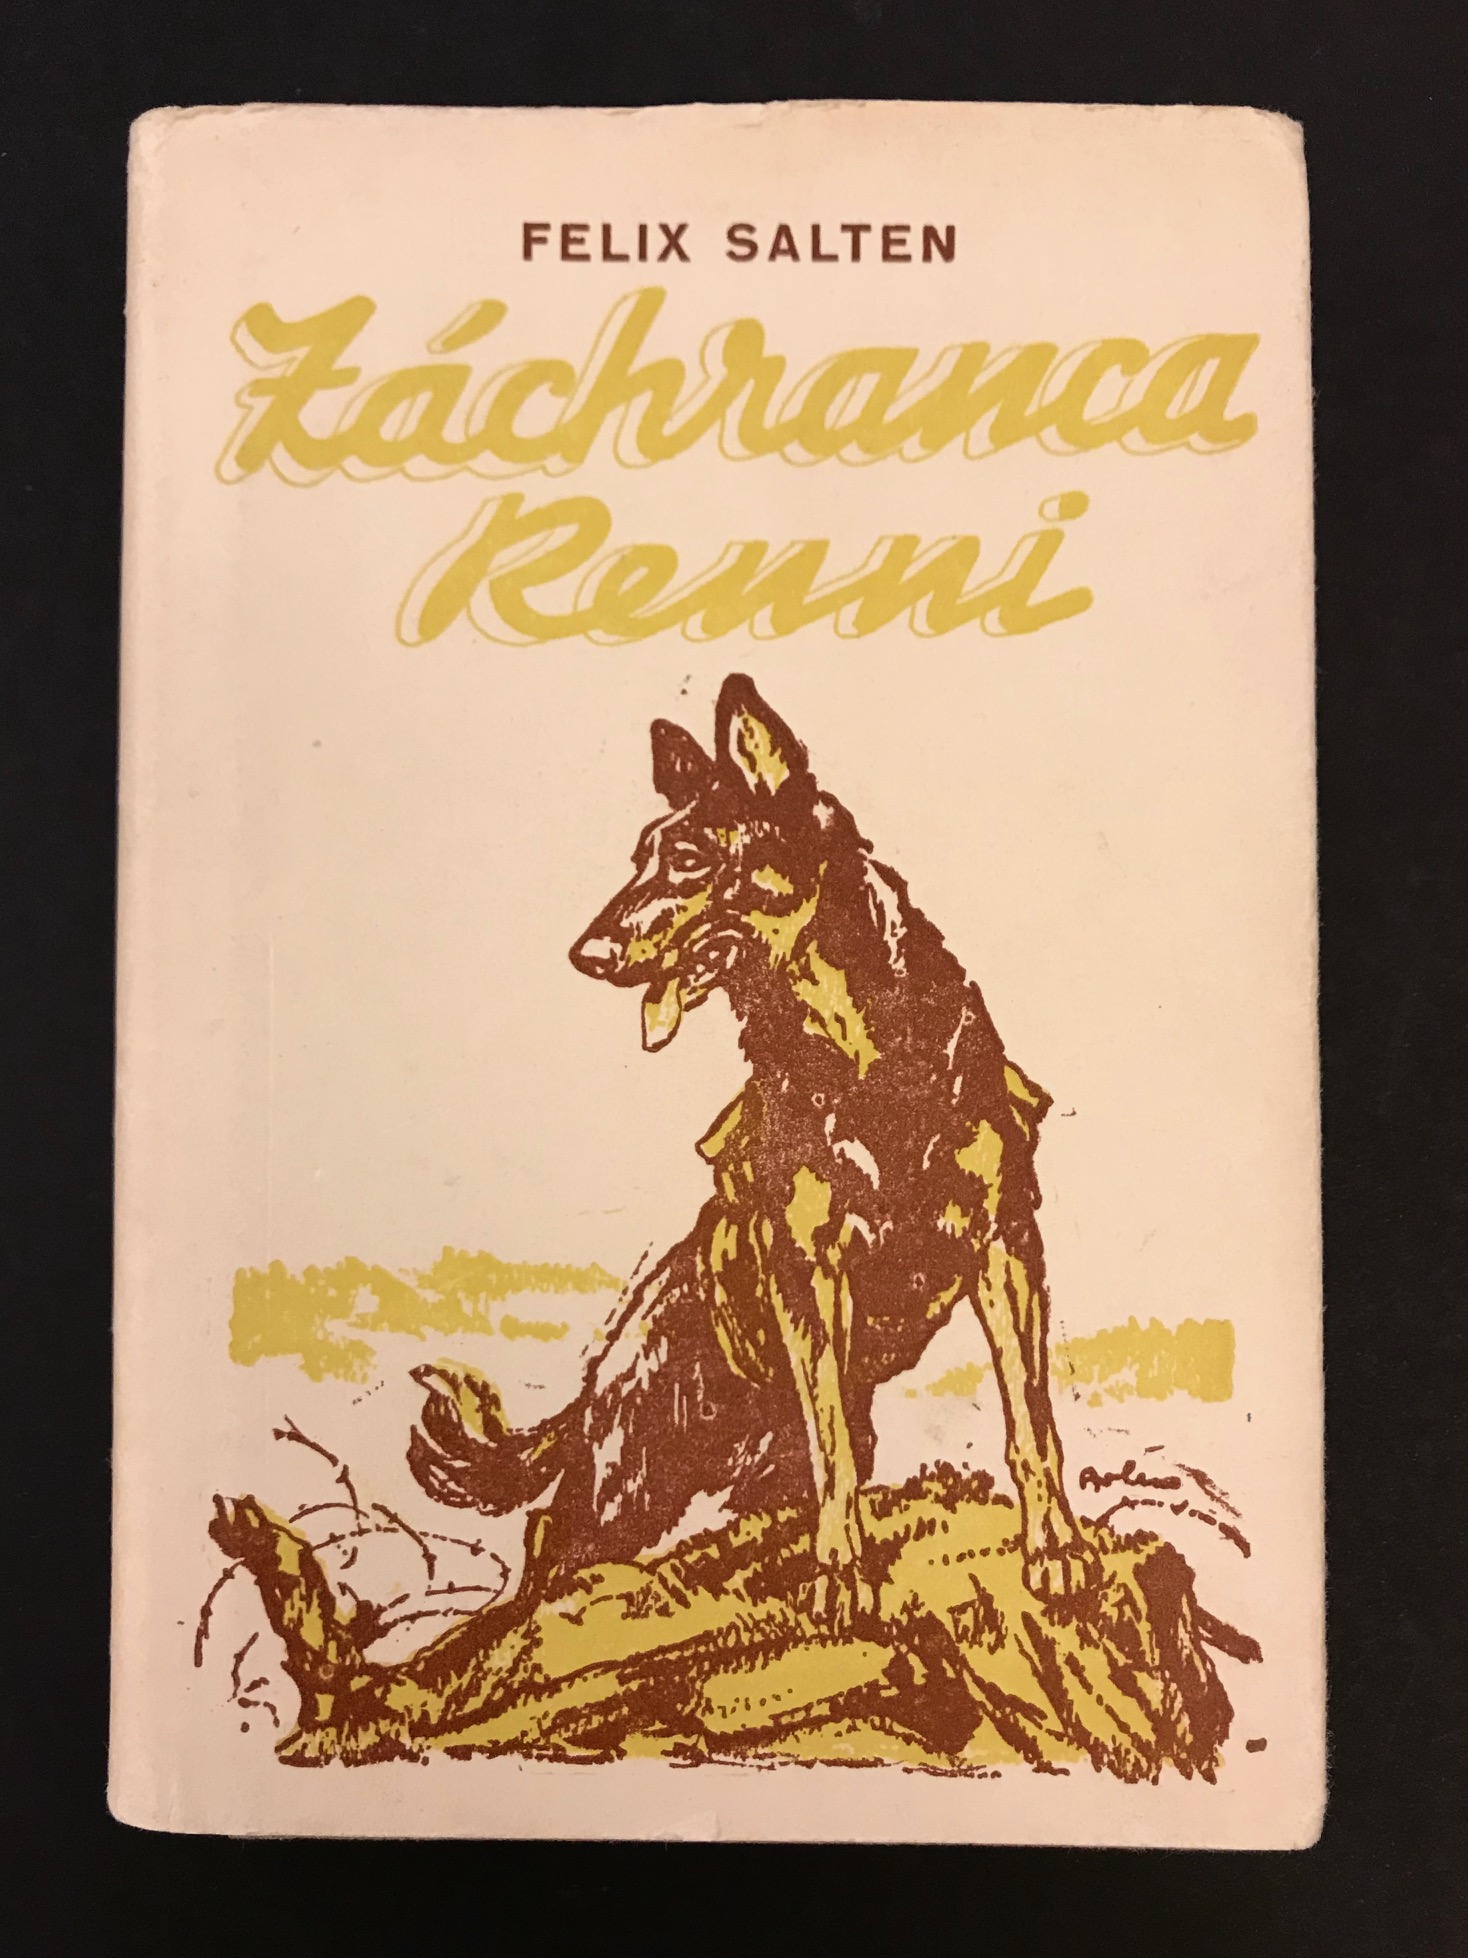 FELIX SALTEN
Záchranca
Renni